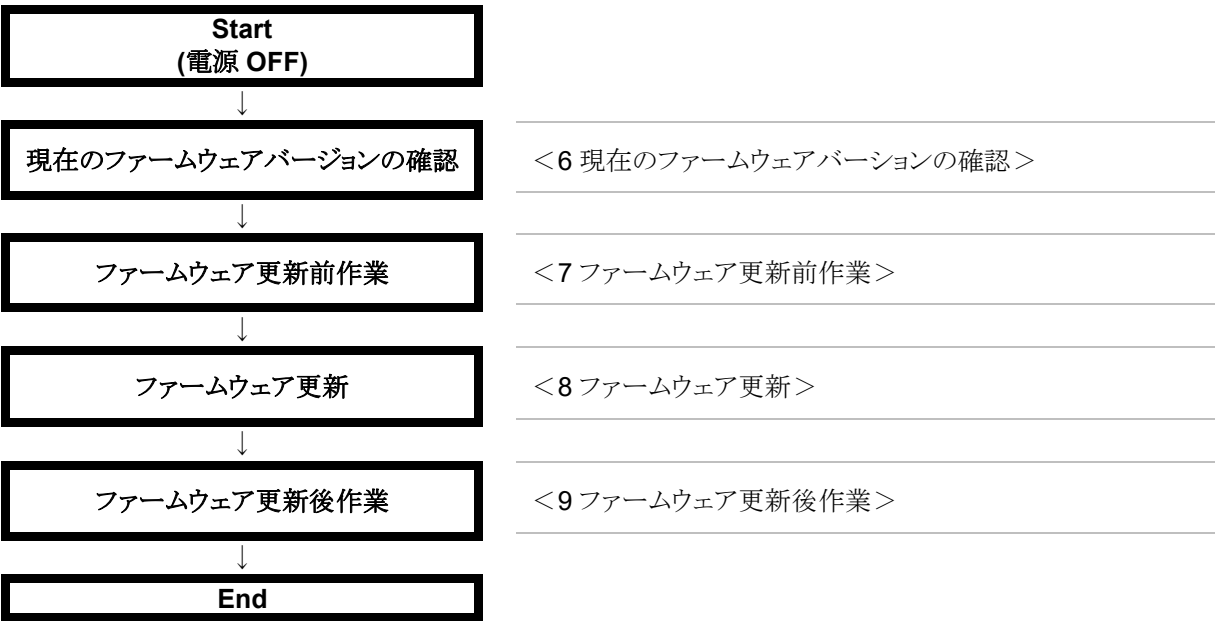 Start
(電源 OFF)
↓
現在のファームウェアバージョンの確認
＜6 現在のファームウェアバーションの確認＞
↓
ファームウェア更新前作業
＜7 ファームウェア更新前作業＞
↓
ファームウェア更新
＜8 ファームウェア更新＞
↓
ファームウェア更新後作業
＜9 ファームウェア更新後作業＞
↓
End